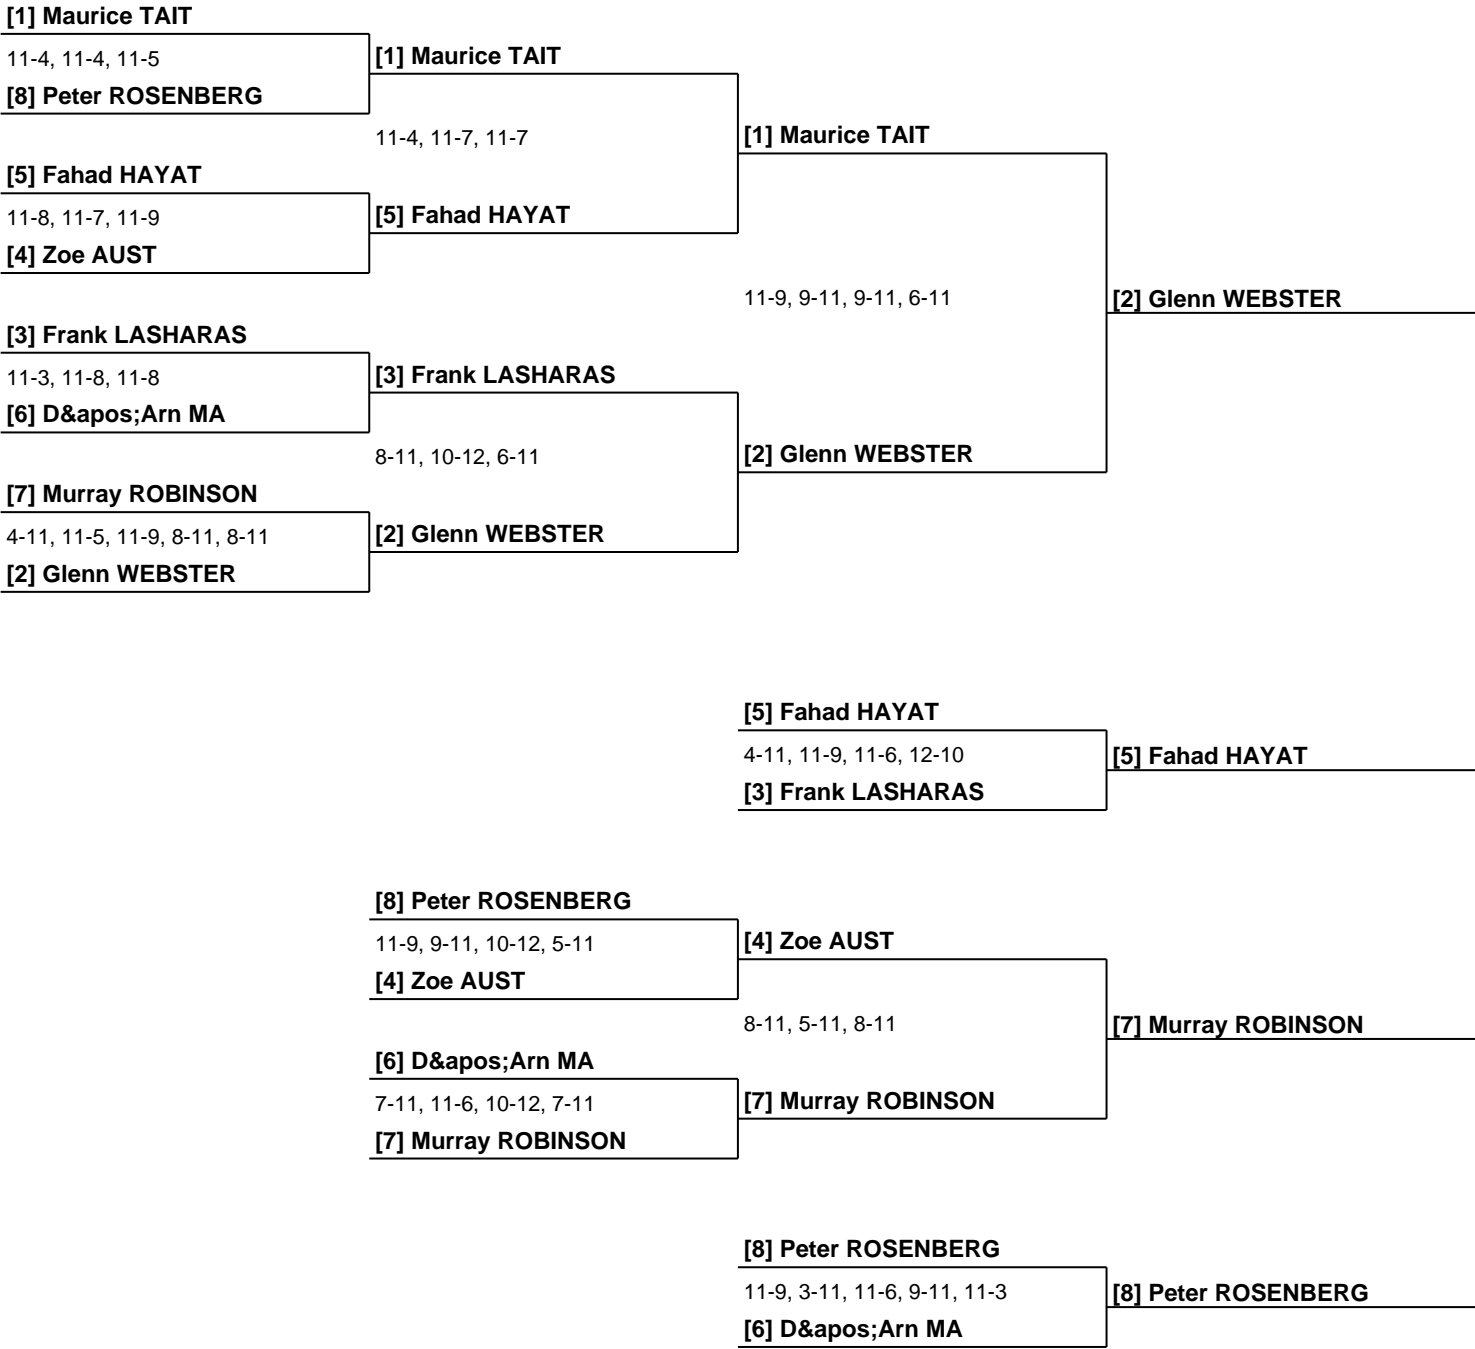 [1] Maurice TAIT
11-4, 11-4, 11-5
[1] Maurice TAIT
[8] Peter ROSENBERG
11-4, 11-7, 11-7
[1] Maurice TAIT
[5] Fahad HAYAT
11-8, 11-7, 11-9
[5] Fahad HAYAT
[4] Zoe AUST
11-9, 9-11, 9-11, 6-11
[2] Glenn WEBSTER
[3] Frank LASHARAS
11-3, 11-8, 11-8
[3] Frank LASHARAS
[6] D&apos;Arn MA
8-11, 10-12, 6-11
[2] Glenn WEBSTER
[7] Murray ROBINSON
4-11, 11-5, 11-9, 8-11, 8-11
[2] Glenn WEBSTER
[2] Glenn WEBSTER
[5] Fahad HAYAT
4-11, 11-9, 11-6, 12-10
[5] Fahad HAYAT
[3] Frank LASHARAS
[8] Peter ROSENBERG
11-9, 9-11, 10-12, 5-11
[4] Zoe AUST
[4] Zoe AUST
8-11, 5-11, 8-11
[7] Murray ROBINSON
[6] D&apos;Arn MA
7-11, 11-6, 10-12, 7-11
[7] Murray ROBINSON
[7] Murray ROBINSON
[8] Peter ROSENBERG
11-9, 3-11, 11-6, 9-11, 11-3
[8] Peter ROSENBERG
[6] D&apos;Arn MA